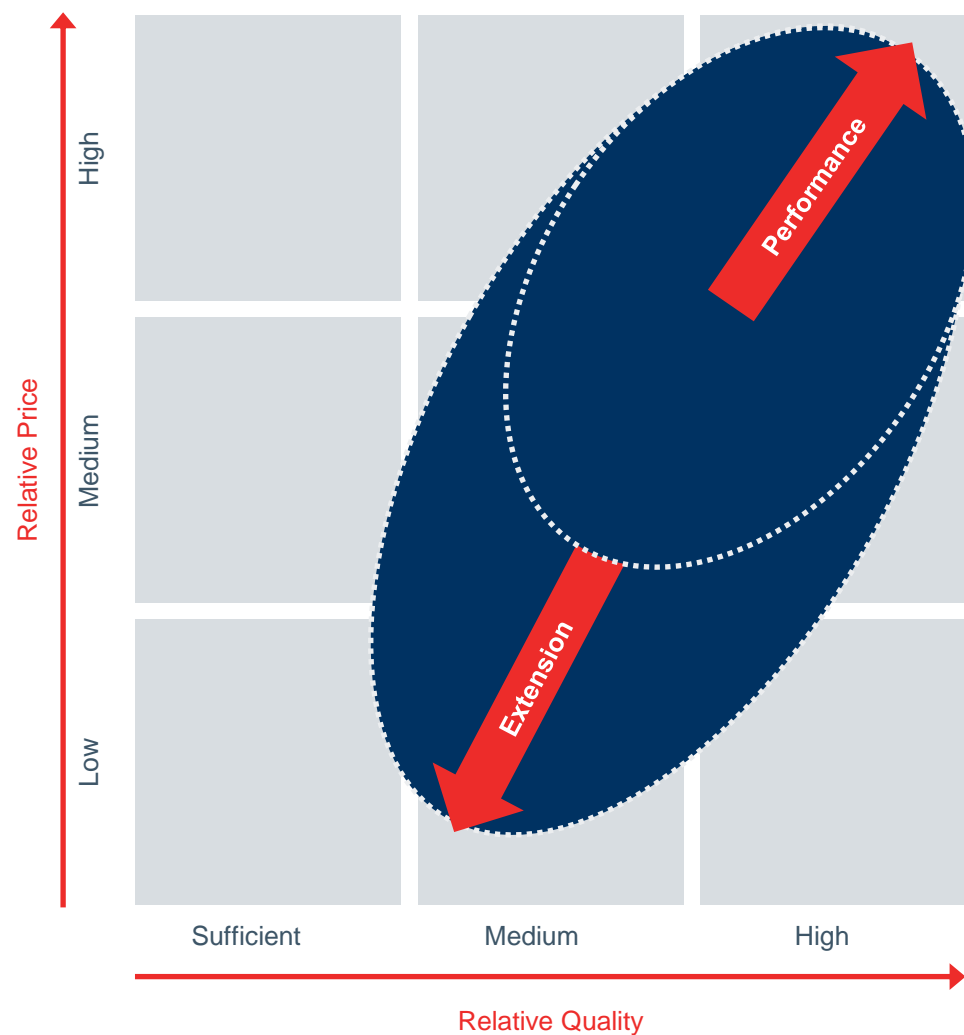 High
Performance
Relative Price
Medium
Extension
Low
Sufficient
Medium
High
Relative Quality